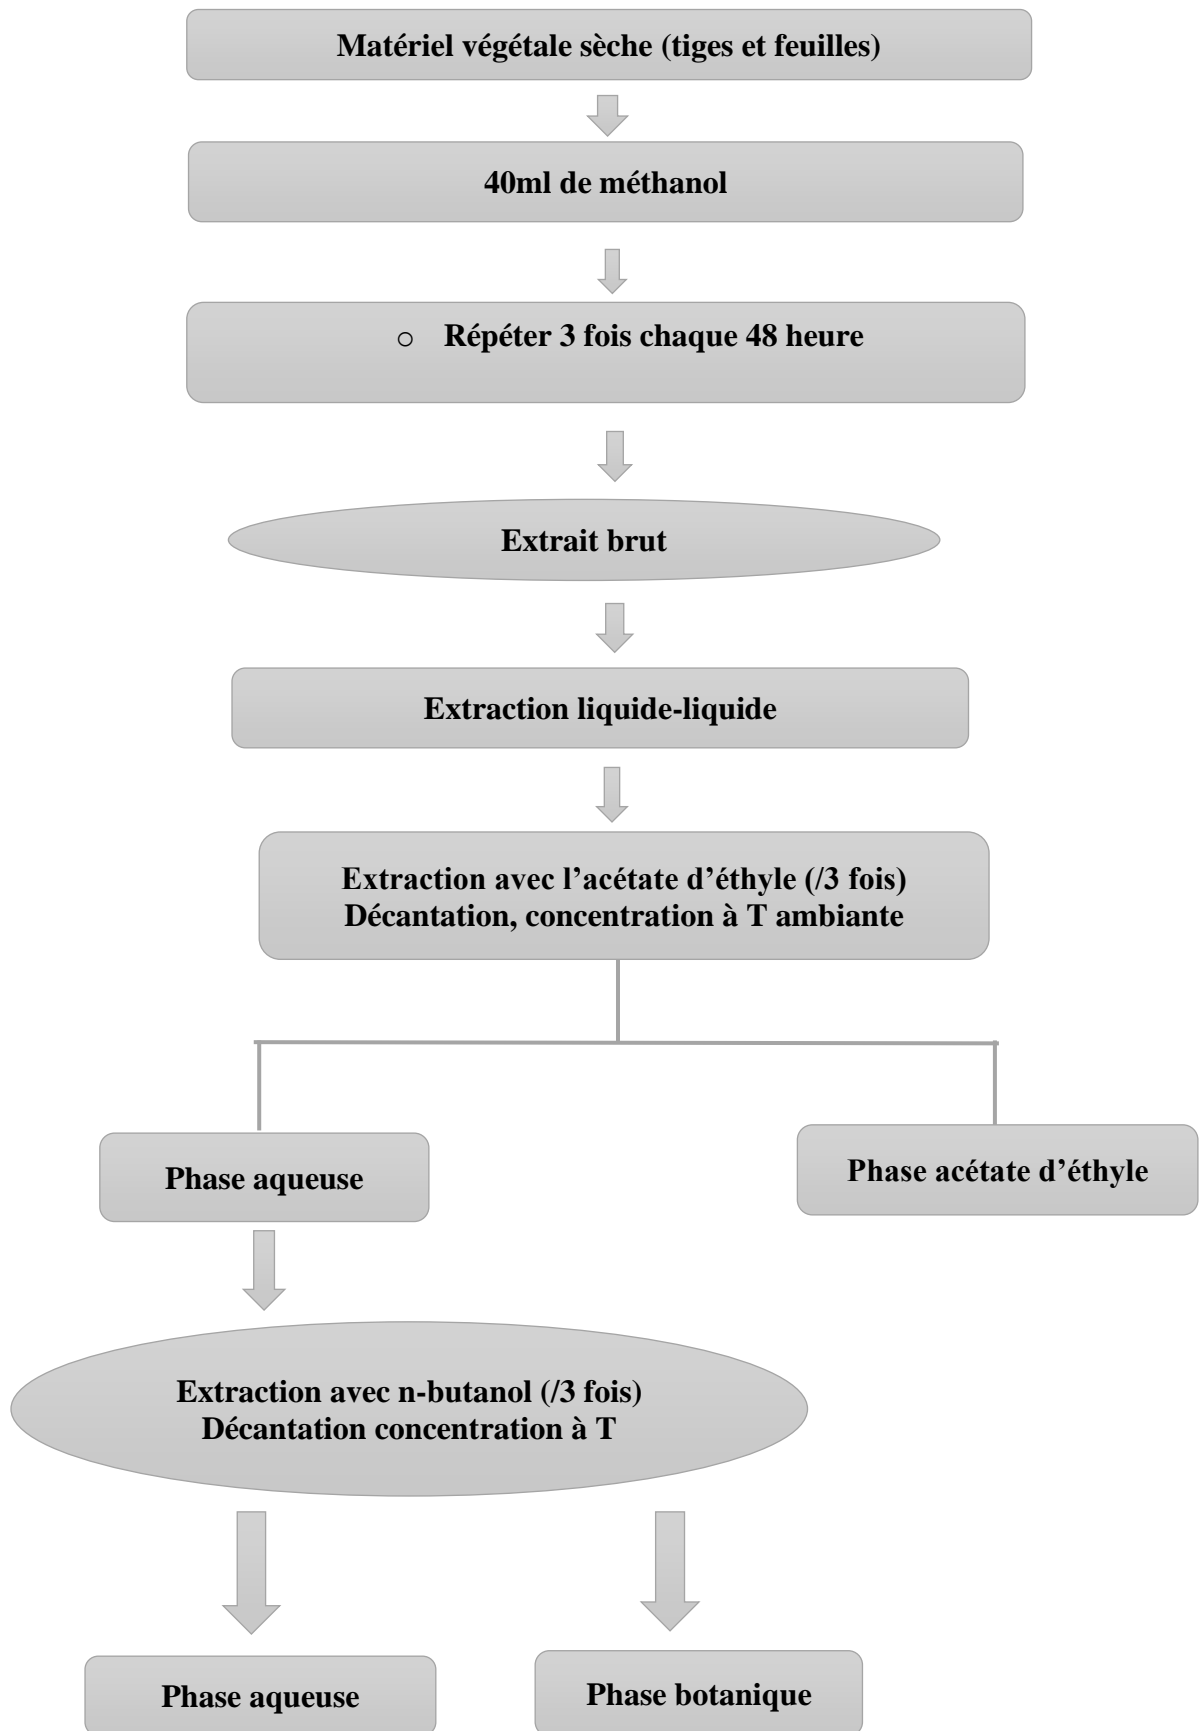 Matériel végétale sèche (tiges et feuilles)
40ml de méthanol
o Répéter 3 fois chaque 48 heure
Extrait brut
Extraction liquide-liquide
Extraction avec l’acétate d’éthyle (/3 fois)
Décantation, concentration à T ambiante
Phase aqueuse
Phase acétate d’éthyle
Extraction avec n-butanol (/3 fois)
Décantation concentration à T
Phase aqueuse
Phase botanique